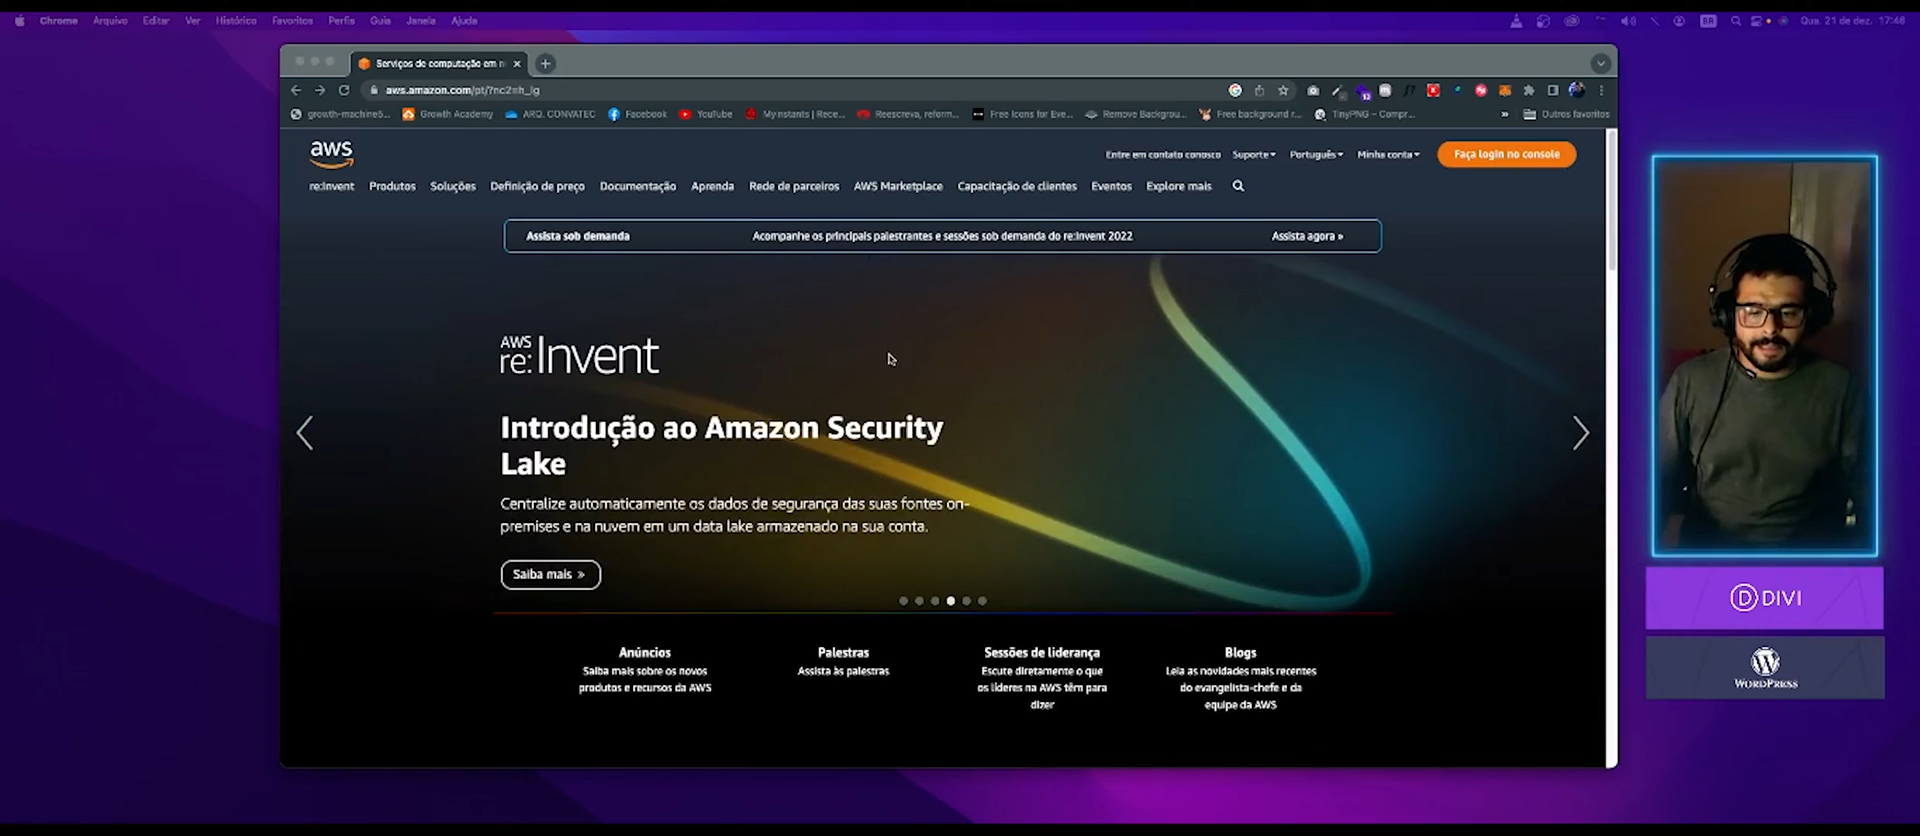 Chrome Arquivo Editar Ver Histórico Favoritos Perfis Guia Janela Ajuda
BR Qua. 21 de dez. 17:46
Serviços de computação em n
aws.amazon.com/pt/?nc2=h_lg
growth-machine5... Growth Academy ARQ. CONVATEC Facebook YouTube Myinstants | Rece... Reescreva, reform... Free Icons for Eve... Remove Backgrou... Free background r... TinyPNG – Compr... » Outros favoritos
aws
Entre em contato conosco Suporte Português Minha conta Faça login no console
re:Invent Produtos Soluções Definição de preço Documentação Aprenda Rede de parceiros AWS Marketplace Capacitação de clientes Eventos Explore mais
Assista sob demanda Acompanhe os principais palestrantes e sessões sob demanda do re:Invent 2022 Assista agora »
AWS
re:Invent
Introdução ao Amazon Security
Lake
Centralize automaticamente os dados de segurança das suas fontes on-
premises e na nuvem em um data lake armazenado na sua conta.
Saiba mais »
Anúncios
Saiba mais sobre os novos
produtos e recursos da AWS
Palestras
Assista às palestras
Sessões de liderança
Escute diretamente o que
os líderes na AWS têm para
dizer
Blogs
Leia as novidades mais recentes
do evangelista-chefe e da
equipe da AWS
D DIVI
WORDPRESS